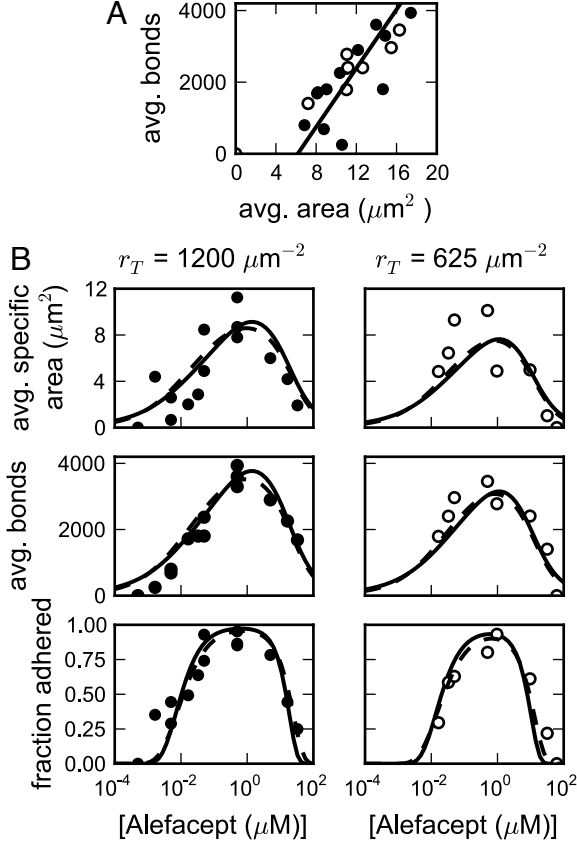 A
avg. bonds
4000
2000
0
0 4 8 12 16 20
avg. area (μm²)
B
r_T = 1200 μm⁻² r_T = 625 μm⁻²
avg. specific
area (μm²)
12
8
4
0
avg. bonds
4000
2000
0
fraction adhered
1.00
0.75
0.50
0.25
0.00
10⁻⁴ 10⁻² 10⁰ 10² 10⁻⁴ 10⁻² 10⁰ 10²
[Alefacept (μM)] [Alefacept (μM)]